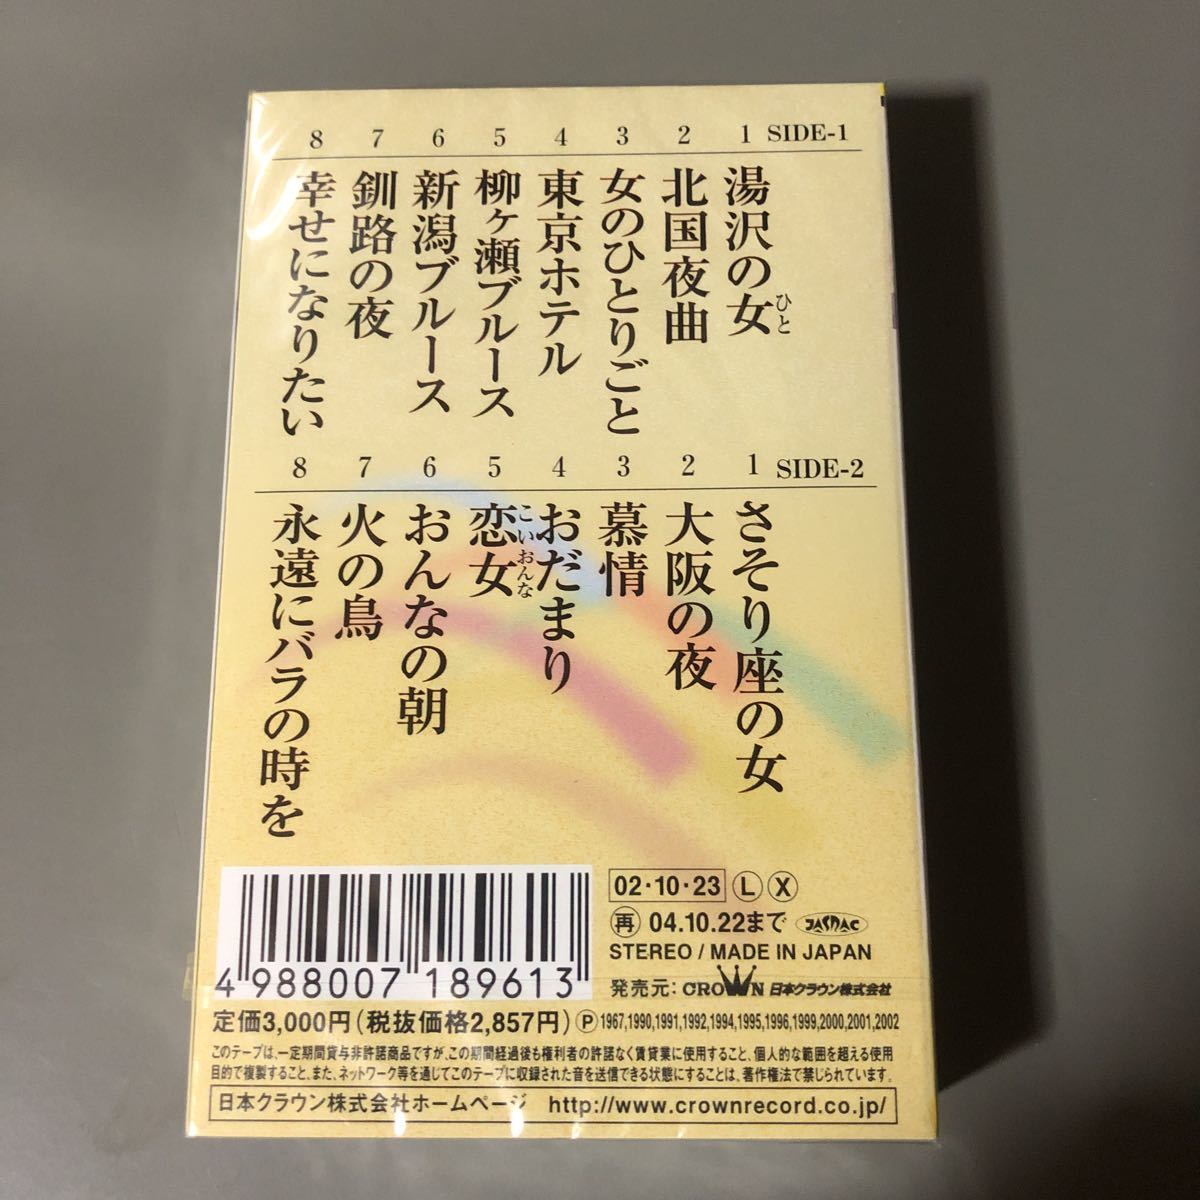 SIDE-1
1 湯沢の女
ひと
2 北国夜曲
3 女のひとりごと
4 東京ホテル
5 柳ヶ瀬ブルース
6 新潟ブルース
7 釧路の夜
8 幸せになりたい
SIDE-2
1 さそり座の女
2 大阪の夜
3 慕情
4 おだまり
5 恋女
こいおんな
6 おんなの朝
7 火の鳥
8 永遠にバラの時を
02・10・23 Ⓛ Ⓧ
再 04.10.22まで JASRAC
STEREO / MADE IN JAPAN
発売元: CROWN 日本クラウン株式会社
4 988007 189613
定価3,000円(税抜価格2,857円) Ⓟ 1967,1990,1991,1992,1994,1995,1996,1999,2000,2001,2002
このテープは、一定期間貸与非許諾商品ですが、この期間経過後も権利者の許諾なく賃貸業に使用すること、個人的な範囲を超える使用
目的で複製すること、また、ネットワーク等を通じてこのテープに収録された音を送信できる状態にすることは、著作権法で禁じられています。
日本クラウン株式会社ホームページ http://www.crownrecord.co.jp/